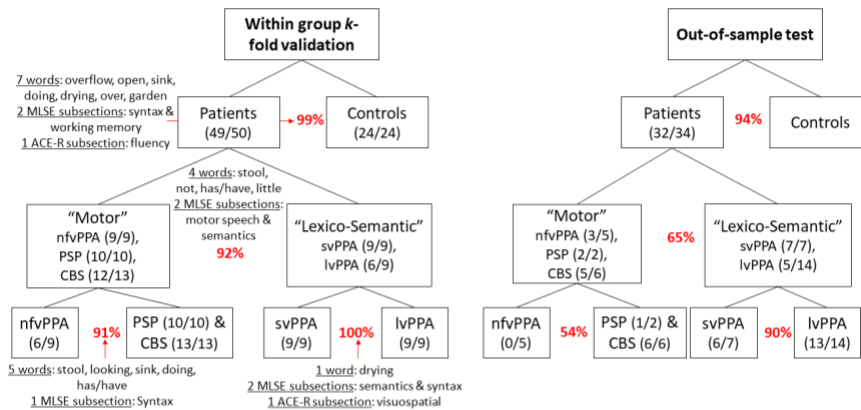 Within group k-
fold validation
7 words: overflow, open, sink,
doing, drying, over, garden
2 MLSE subsections: syntax &
working memory
1 ACE-R subsection: fluency
Patients
(49/50)
99%
Controls
(24/24)
4 words: stool,
not, has/have, little
2 MLSE subsections:
motor speech &
semantics
92%
“Motor”
nfvPPA (9/9),
PSP (10/10),
CBS (12/13)
“Lexico-Semantic”
svPPA (9/9),
lvPPA (6/9)
nfvPPA
(6/9)
91%
PSP (10/10) &
CBS (13/13)
svPPA
(9/9)
100%
lvPPA
(9/9)
5 words: stool, looking, sink, doing,
has/have
1 MLSE subsection: Syntax
1 word: drying
2 MLSE subsections: semantics & syntax
1 ACE-R subsection: visuospatial
Out-of-sample test
Patients
(32/34)
94%
Controls
“Motor”
nfvPPA (3/5),
PSP (2/2),
CBS (5/6)
65%
“Lexico-Semantic”
svPPA (7/7),
lvPPA (5/14)
nfvPPA
(0/5)
54%
PSP (1/2) &
CBS (6/6)
svPPA
(6/7)
90%
lvPPA
(13/14)